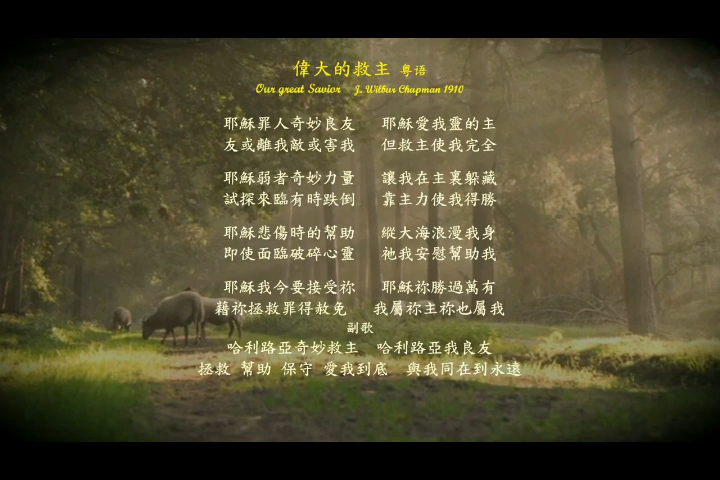 偉大的救主 粵语
Our great Savior J. Wilbur Chapman 1910
耶穌罪人奇妙良友 耶穌愛我靈的主
友或離我敵或害我 但救主使我完全
耶穌弱者奇妙力量 讓我在主裏躲藏
試探來臨有時跌倒 靠主力使我得勝
耶穌悲傷時的幫助 縱大海浪漫我身
即使面臨破碎心靈 祂我安慰幫助我
耶穌我今要接受祢 耶穌祢勝過萬有
藉祢拯救罪得赦免 我屬祢主祢也屬我
副歌
哈利路亞奇妙救主 哈利路亞我良友
拯救 幫助 保守 愛我到底 與我同在到永遠